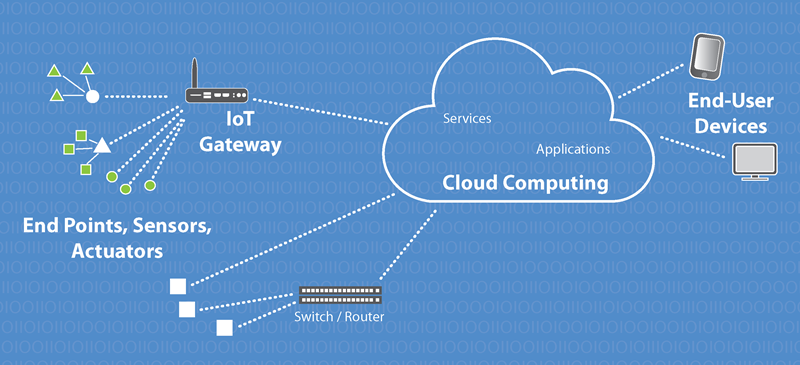 IoT
Gateway
Services
Applications
Cloud Computing
End-User
Devices
End Points, Sensors,
Actuators
Switch / Router